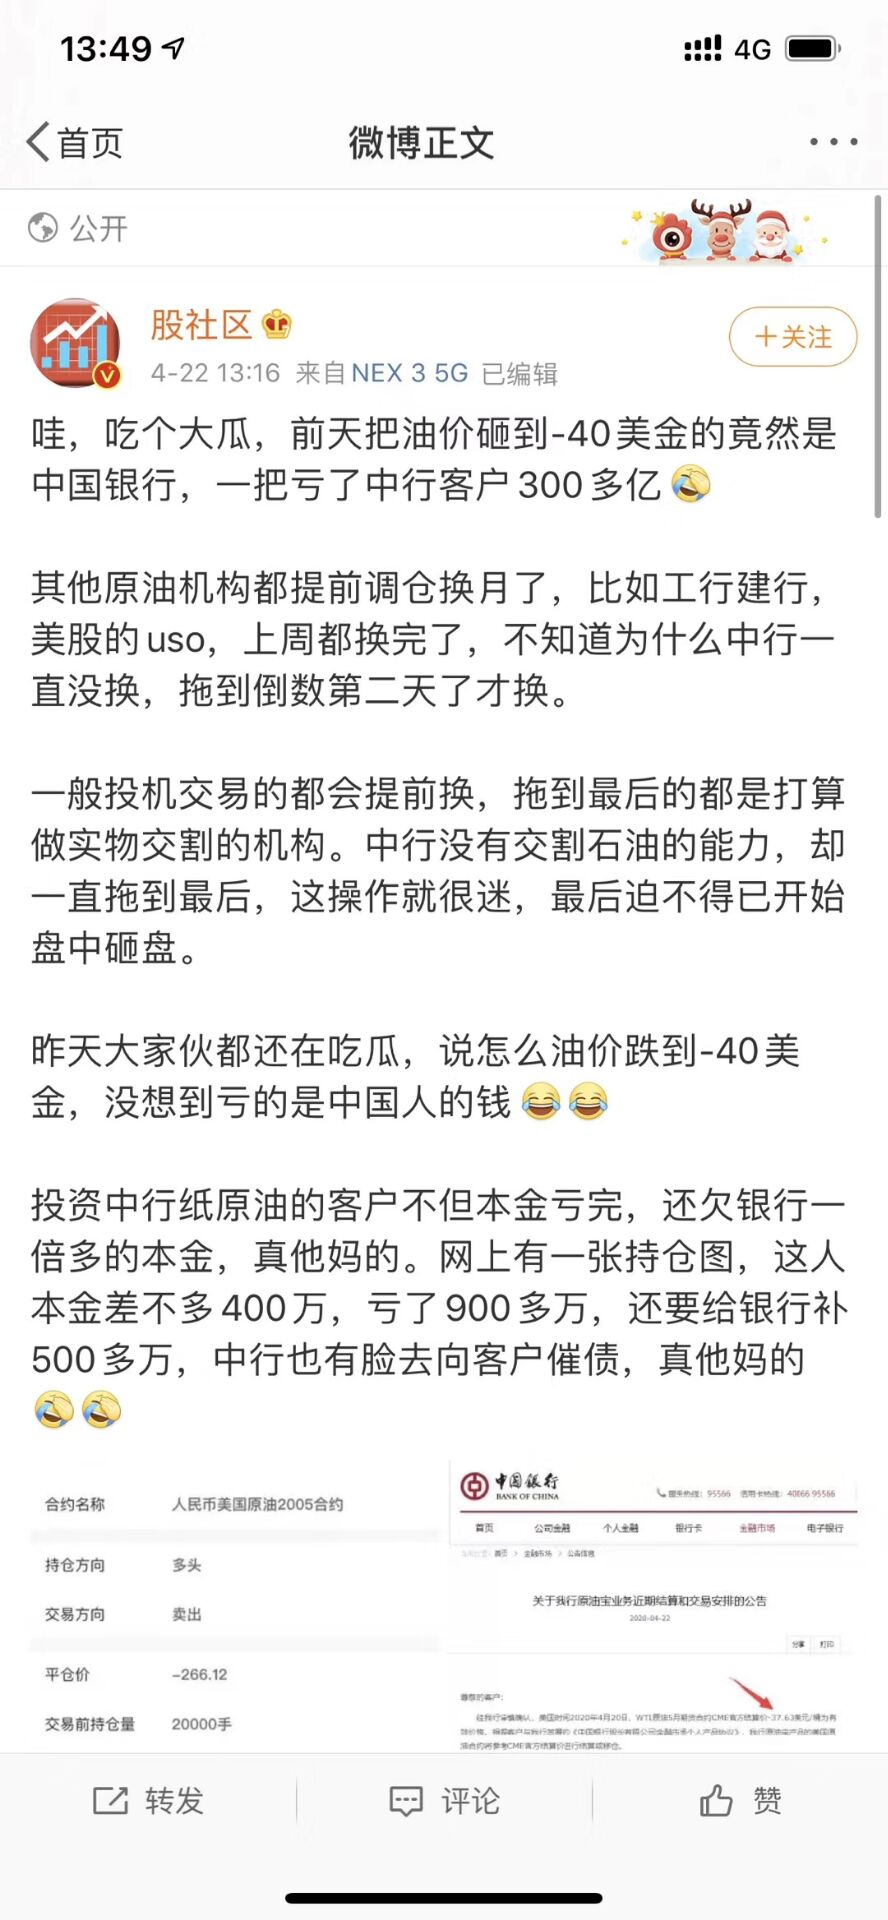 13:49
4G
首页
微博正文
公开
股社区
4-22 13:16 来自 NEX 3 5G 已编辑
+关注
哇，吃个大瓜，前天把油价砸到-40美金的竟然是
中国银行，一把亏了中行客户300多亿
其他原油机构都提前调仓换月了，比如工行建行，
美股的uso，上周都换完了，不知道为什么中行一
直没换，拖到倒数第二天了才换。
一般投机交易的都会提前换，拖到最后的都是打算
做实物交割的机构。中行没有交割石油的能力，却
一直拖到最后，这操作就很迷，最后迫不得已开始
盘中砸盘。
昨天大家伙都还在吃瓜，说怎么油价跌到-40美
金，没想到亏的是中国人的钱
投资中行纸原油的客户不但本金亏完，还欠银行一
倍多的本金，真他妈的。网上有一张持仓图，这人
本金差不多400万，亏了900多万，还要给银行补
500多万，中行也有脸去向客户催债，真他妈的
合约名称 人民币美国原油2005合约
持仓方向 多头
交易方向 卖出
平仓价 -266.12
交易前持仓量 20000手
中国银行
BANK OF CHINA
服务热线：95566 信用卡热线：40066 95566
首页 公司金融 个人金融 银行卡 金融市场 电子银行
首页 > 金融市场 > 公告信息
关于我行原油宝业务近期结算和交易安排的公告
2020-04-22
分享 打印
尊敬的客户：
经我行审慎确认，美国时间2020年4月20日，WTI原油5月期货合约CME官方结算价-37.63美元/桶为有
效价格。根据客户与我行签署的《中国银行股份有限公司金融市场个人产品协议》，我行原油宝产品的美国原
油合约将参考CME官方结算价进行结算或移仓。
转发
评论
赞